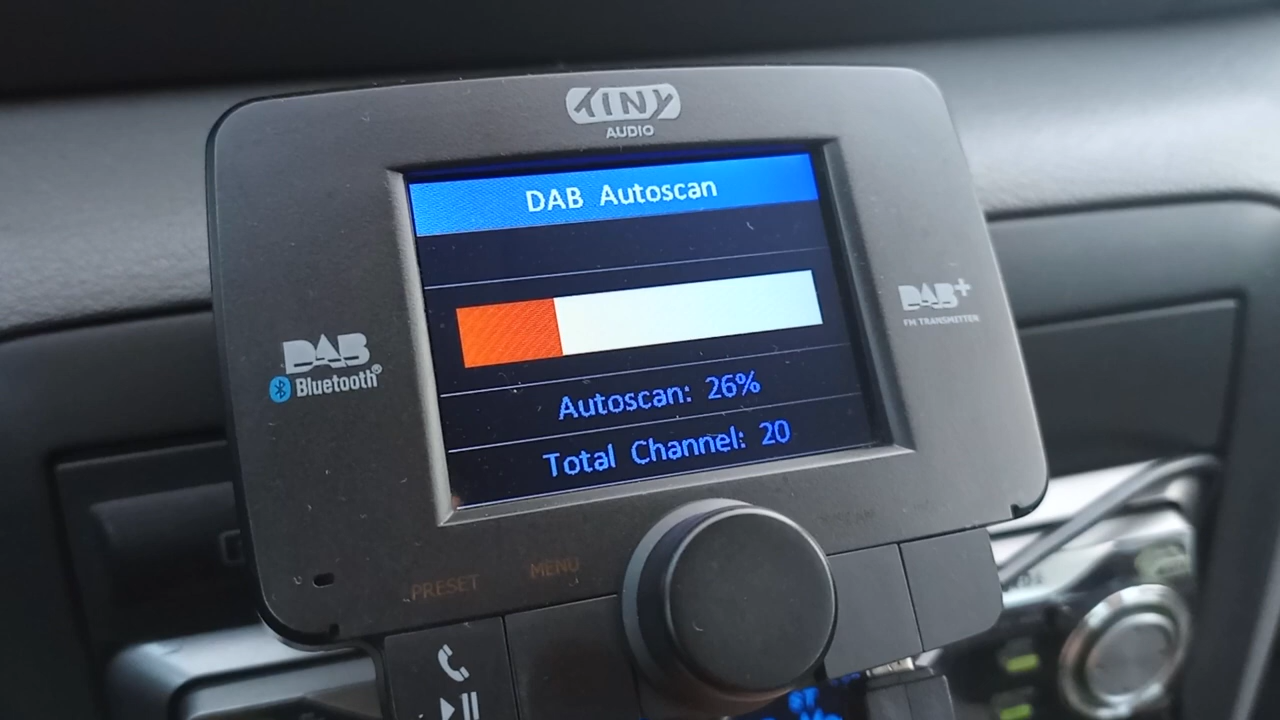 TINY
AUDIO
DAB Autoscan
DAB+
FM TRANSMITTER
DAB
Bluetooth®
Autoscan: 26%
Total Channel: 20
PRESET
MENU